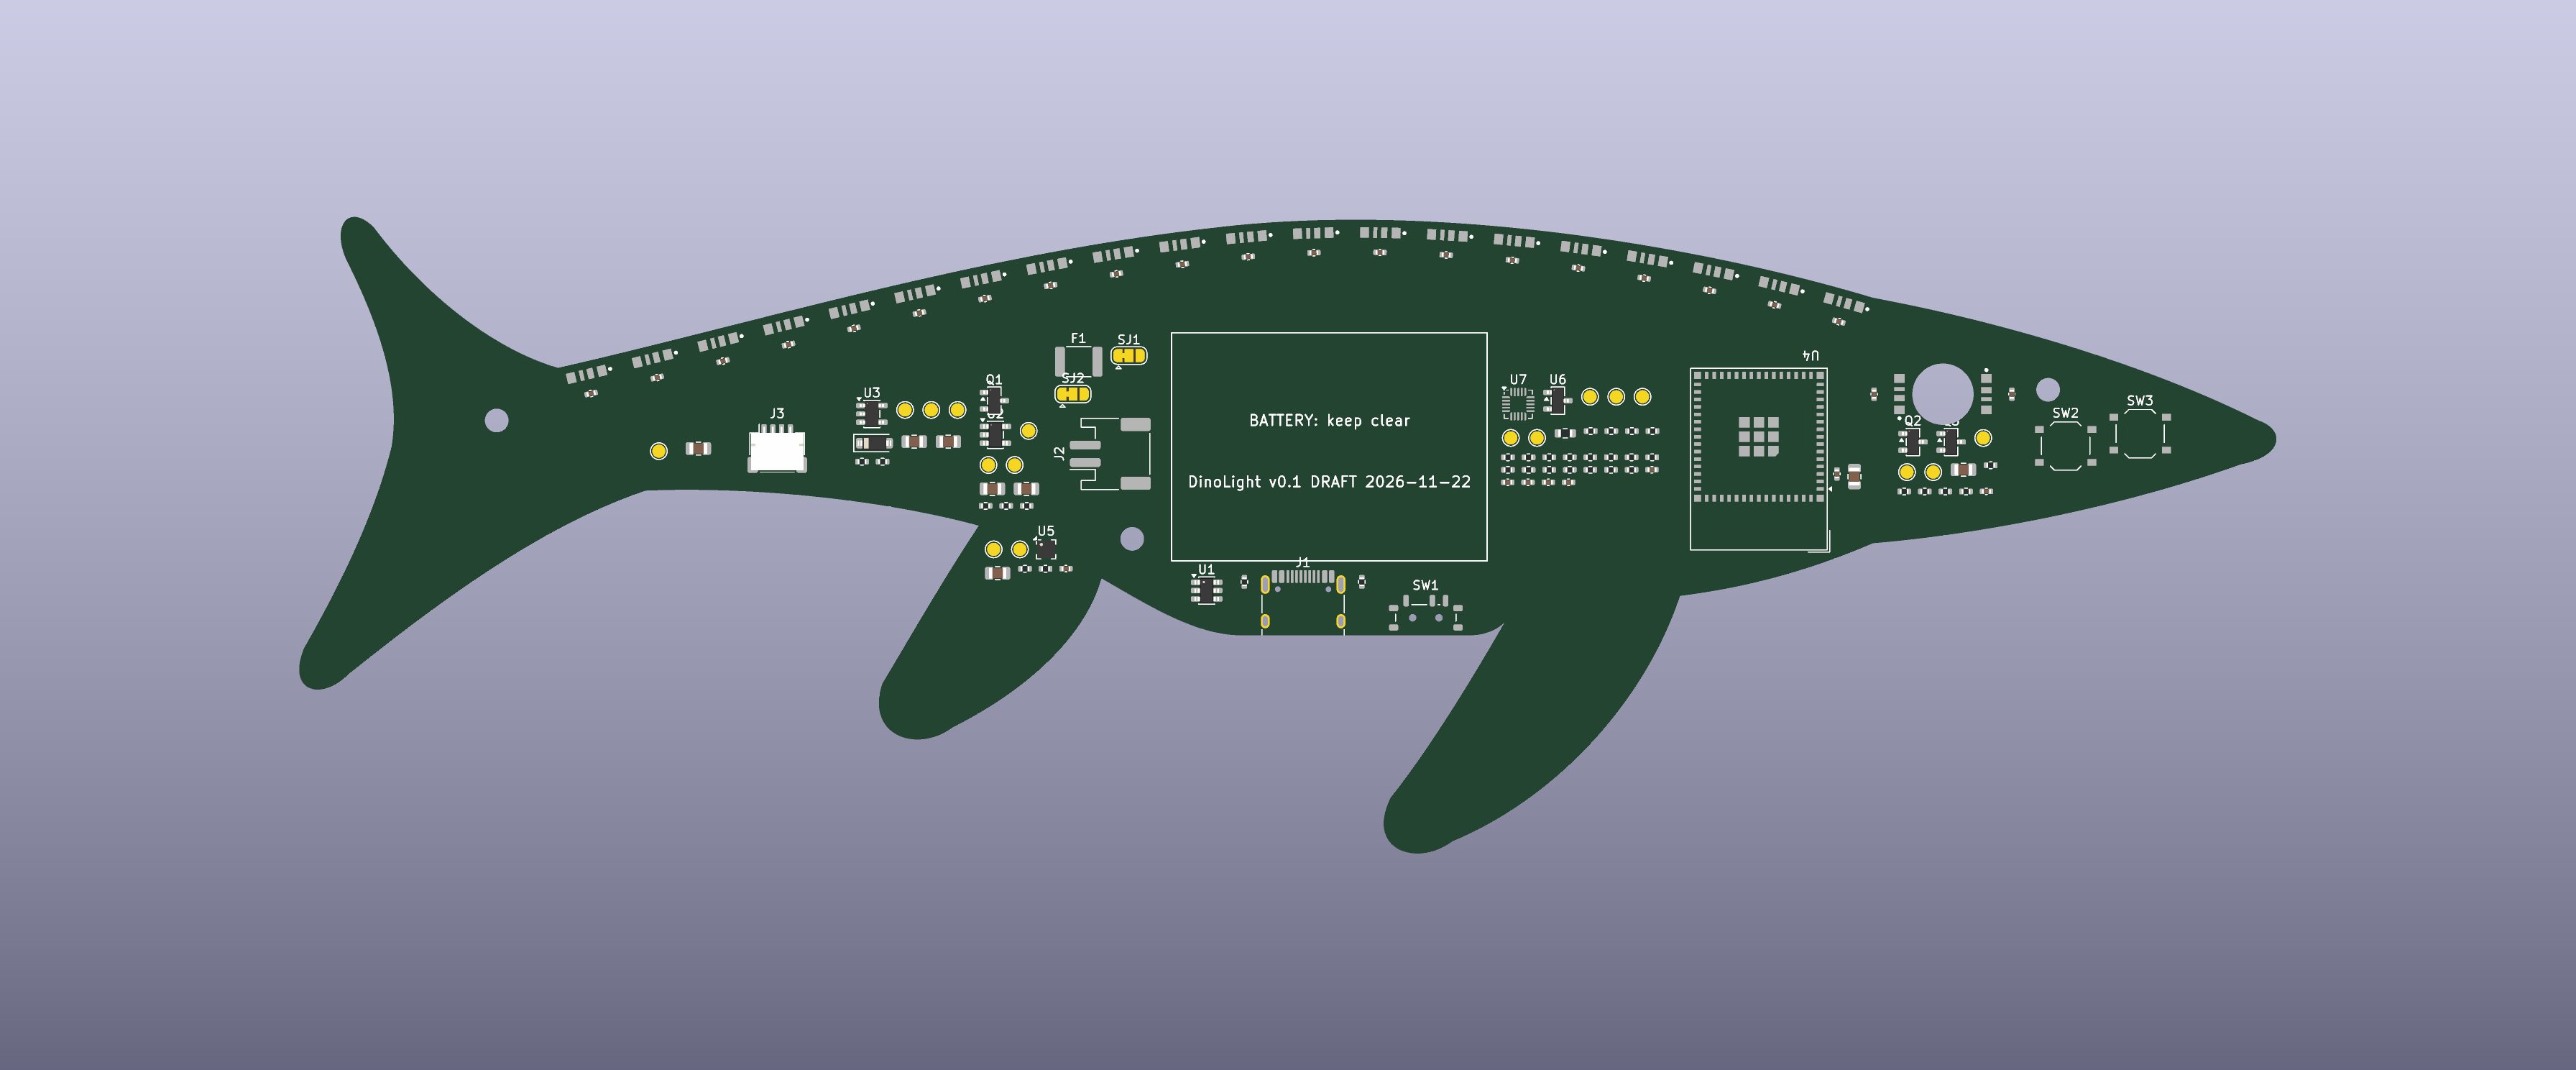 F1
SJ1
U4
Q1
SJ2
U7
U6
U3
J3
U2
SW3
SW2
BATTERY: keep clear
Q2
J2
DinoLight v0.1 DRAFT 2026-11-22
U5
J1
U1
SW1